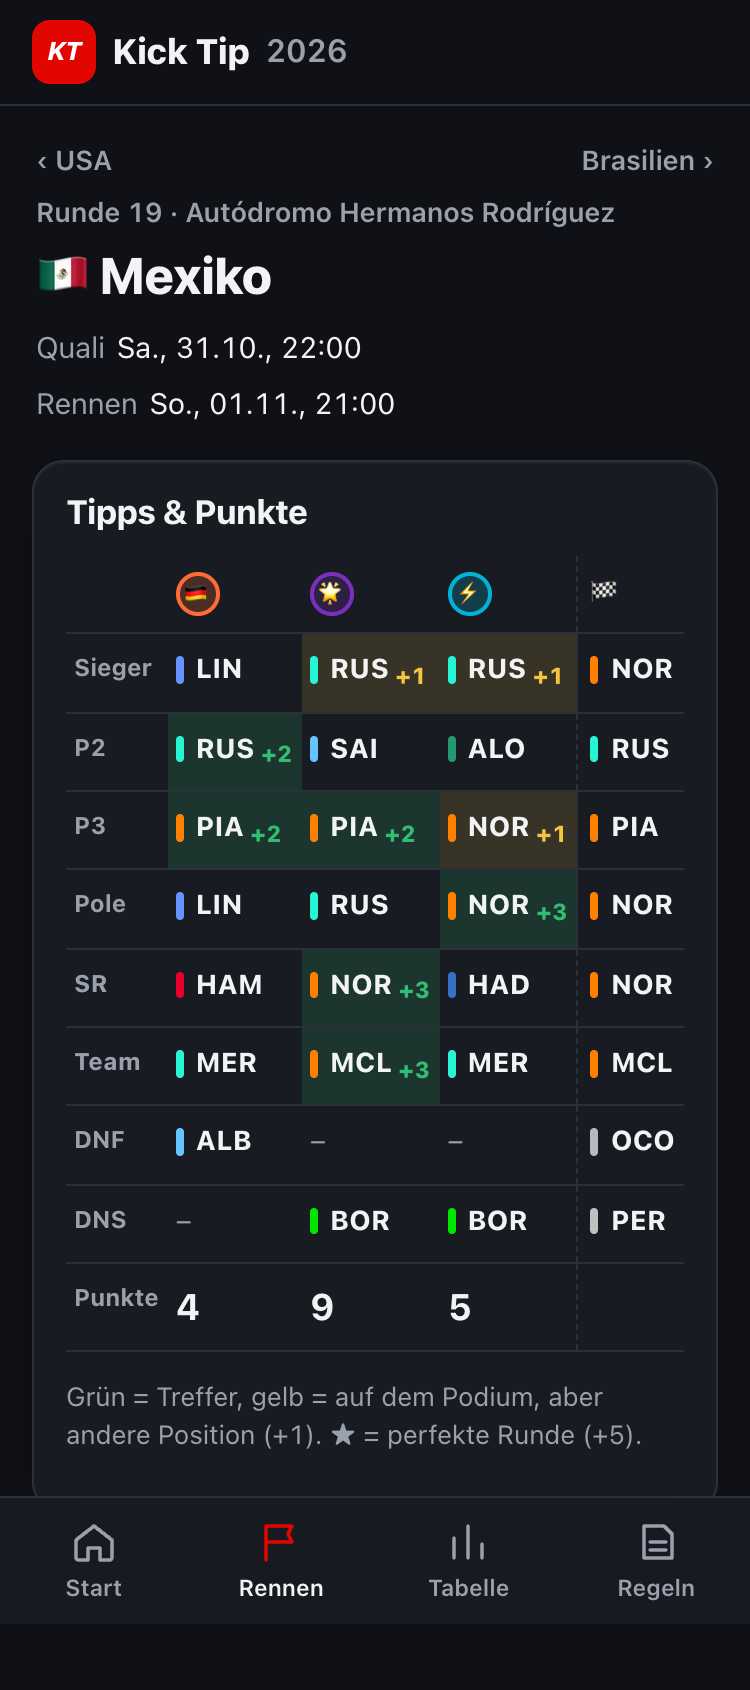 KT Kick Tip 2026
‹ USA Brasilien ›
Runde 19 · Autódromo Hermanos Rodríguez
🇲🇽 Mexiko
Quali Sa., 31.10., 22:00
Rennen So., 01.11., 21:00
Tipps & Punkte
Sieger LIN RUS +1 RUS +1 NOR
P2 RUS +2 SAI ALO RUS
P3 PIA +2 PIA +2 NOR +1 PIA
Pole LIN RUS NOR +3 NOR
SR HAM NOR +3 HAD NOR
Team MER MCL +3 MER MCL
DNF ALB – – OCO
DNS – BOR BOR PER
Punkte 4 9 5
Grün = Treffer, gelb = auf dem Podium, aber
andere Position (+1). ★ = perfekte Runde (+5).
Start Rennen Tabelle Regeln